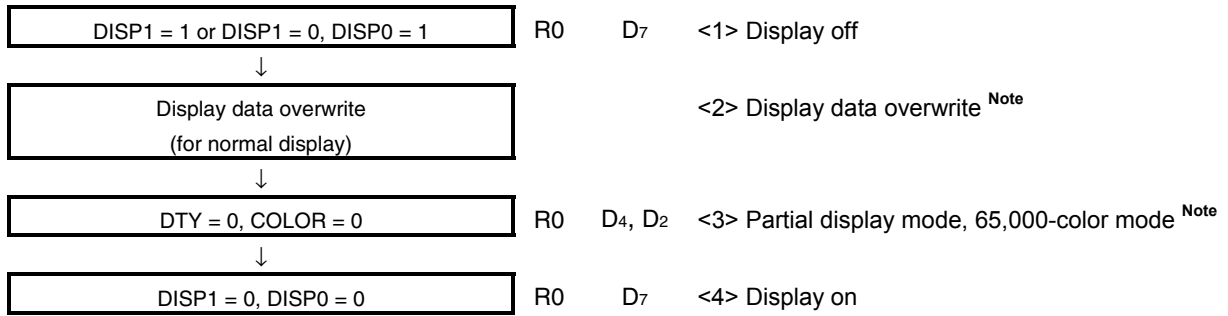 DISP1 = 1 or DISP1 = 0, DISP0 = 1 R0 D7 <1> Display off
↓
Display data overwrite <2> Display data overwrite Note
(for normal display)
↓
DTY = 0, COLOR = 0 R0 D4, D2 <3> Partial display mode, 65,000-color mode Note
↓
DISP1 = 0, DISP0 = 0 R0 D7 <4> Display on